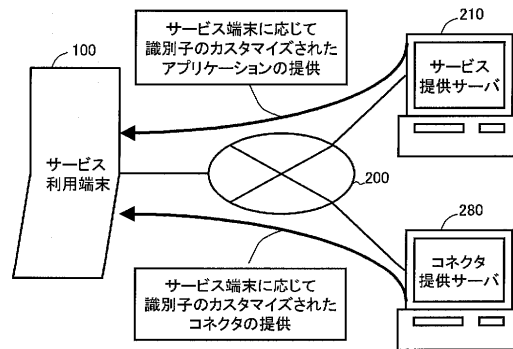 サービス端末に応じて
識別子のカスタマイズされた
アプリケーションの提供
210
サービス
提供サーバ
100
サービス
利用端末
200
280
コネクタ
提供サーバ
サービス端末に応じて
識別子のカスタマイズされた
コネクタの提供